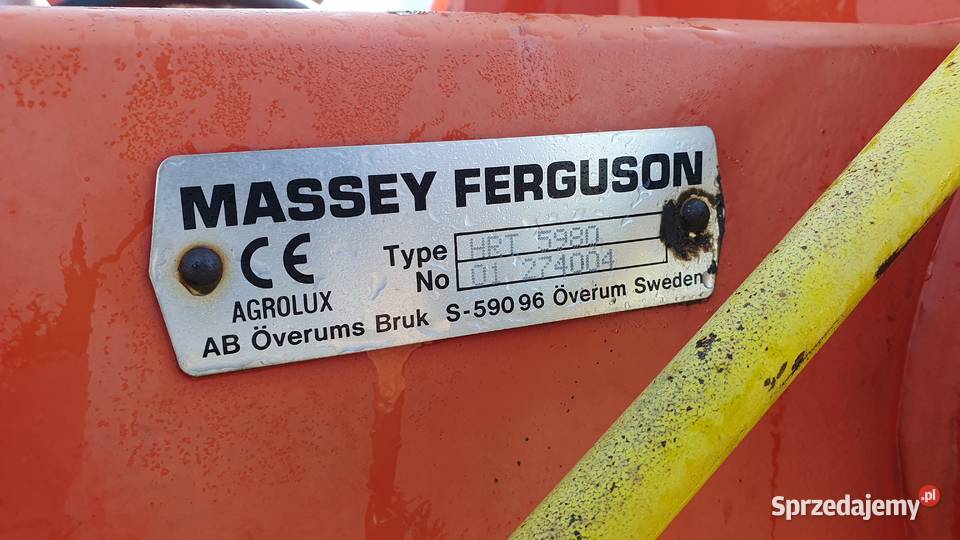 MASSEY FERGUSON
CE
AGROLUX
Type HRT 5980
No 01 274004
AB Överums Bruk S-590 96 Överum Sweden
Sprzedajemy.pl